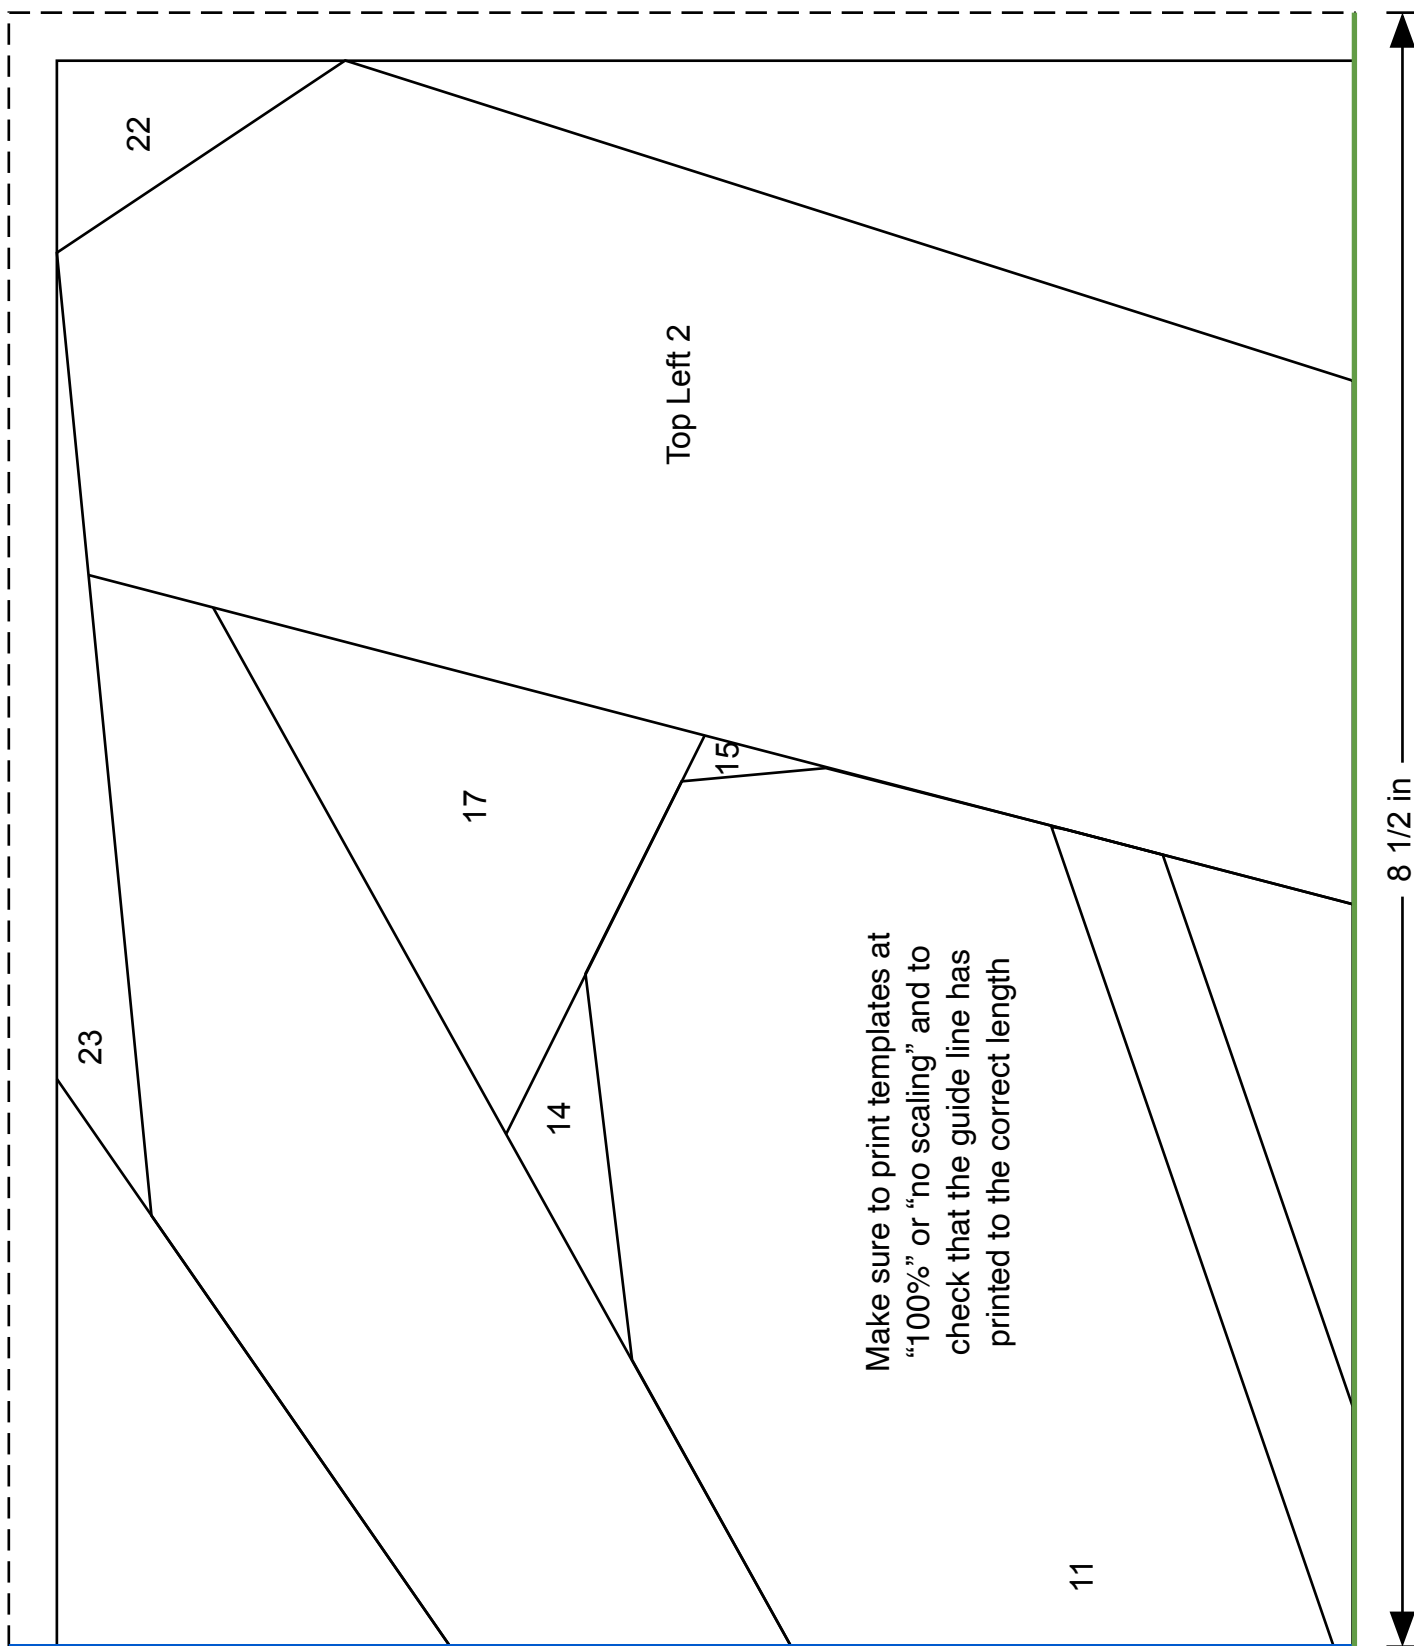 22
Top Left 2
15
17
8 1/2 in
23
14
Make sure to print templates at
“100%” or “no scaling” and to
check that the guide line has
printed to the correct length
11